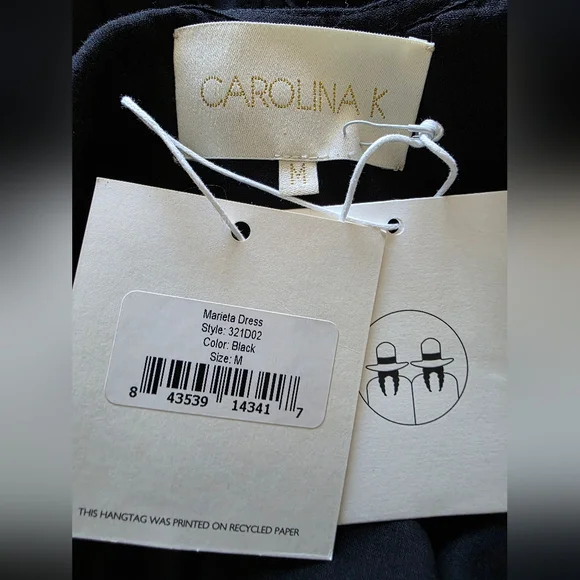 CAROLINA K
M
Marieta Dress
Style: 321D02
Color: Black
Size: M
8 43539 14341 7
THIS HANGTAG WAS PRINTED ON RECYCLED PAPER